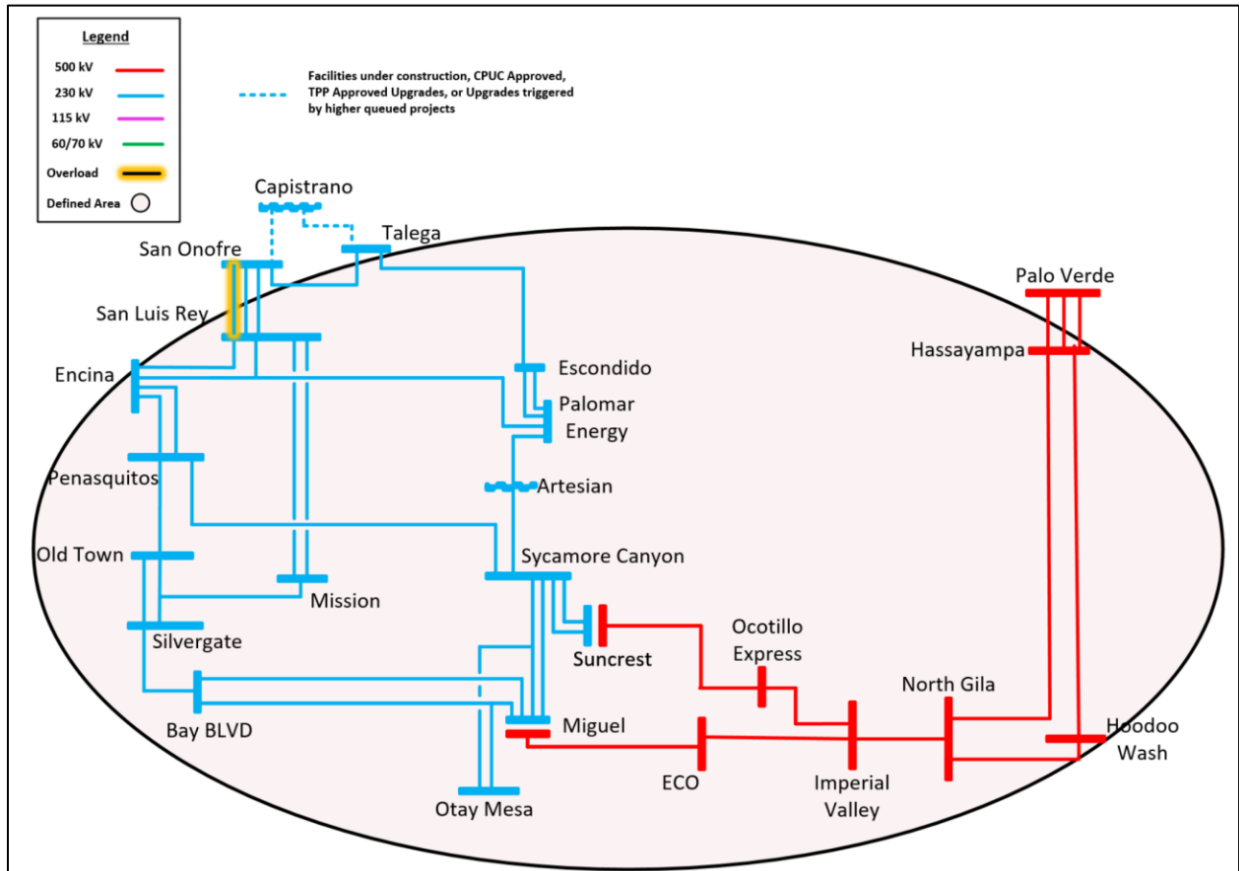 Legend
500 kV
230 kV
115 kV
60/70 kV
Overload
Defined Area
Facilities under construction, CPUC Approved,
TPP Approved Upgrades, or Upgrades triggered
by higher queued projects
Capistrano
San Onofre
Talega
Palo Verde
San Luis Rey
Hassayampa
Encina
Escondido
Palomar
Energy
Penasquitos
Artesian
Old Town
Sycamore Canyon
Mission
Silvergate
Suncrest
Ocotillo
Express
North Gila
Bay BLVD
Miguel
Hoodoo
Wash
ECO
Imperial
Valley
Otay Mesa